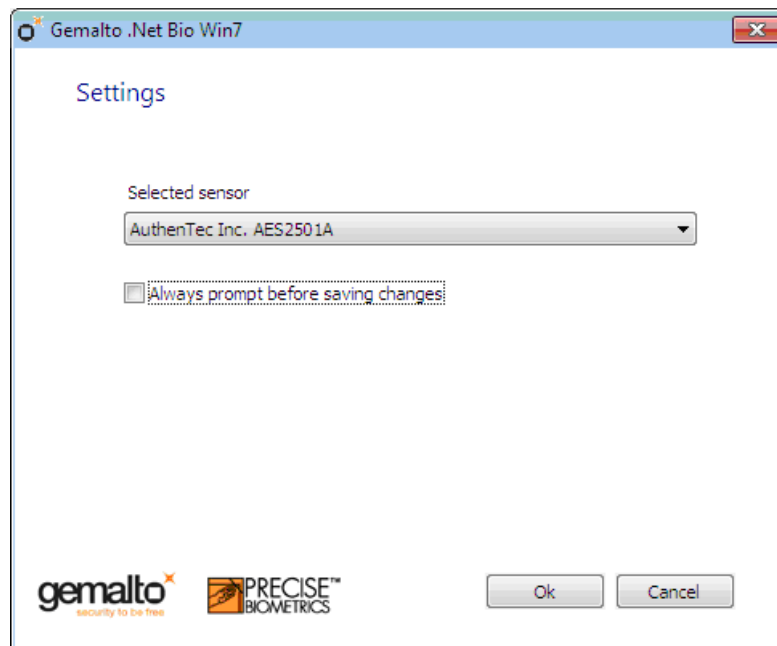 Gemalto .Net Bio Win7
Settings
Selected sensor
AuthenTec Inc. AES2501A
Always prompt before saving changes
gemalto
security to be free
PRECISE™
BIOMETRICS
Ok
Cancel